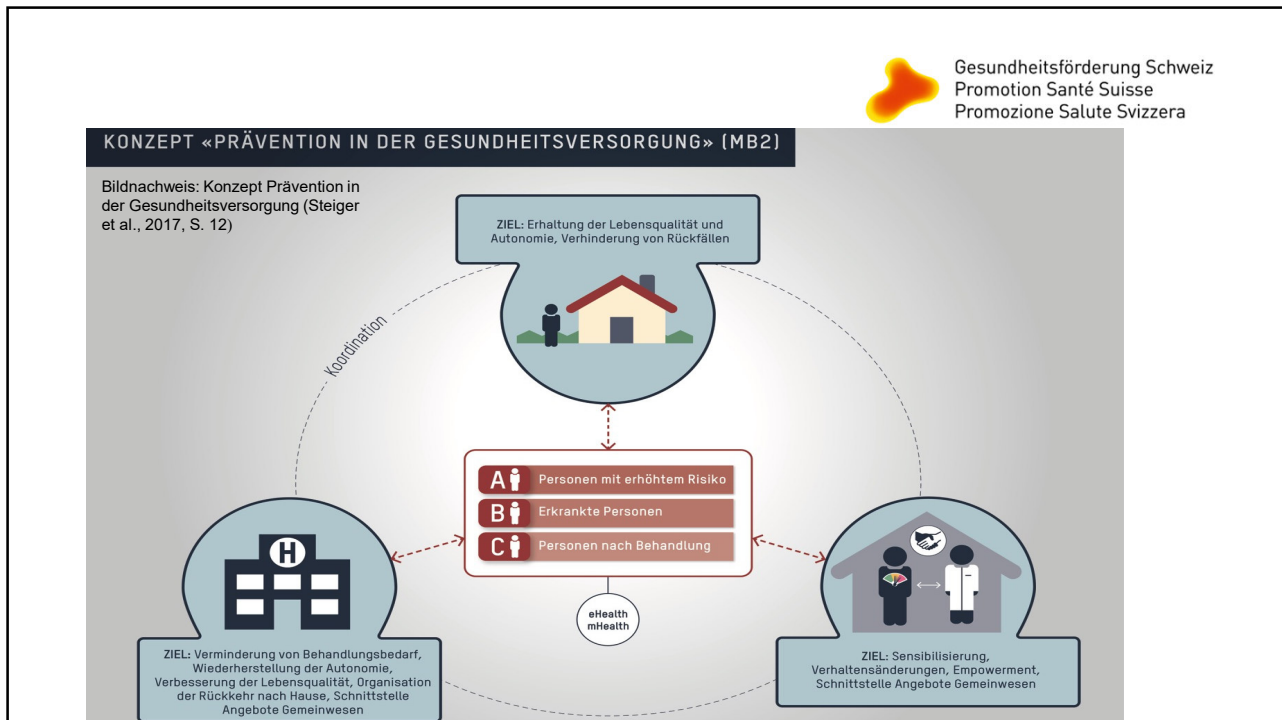 Gesundheitsförderung Schweiz
Promotion Santé Suisse
Promozione Salute Svizzera
KONZEPT «PRÄVENTION IN DER GESUNDHEITSVERSORGUNG» (MB2)
Bildnachweis: Konzept Prävention in
der Gesundheitsversorgung (Steiger
et al., 2017, S. 12)
ZIEL: Erhaltung der Lebensqualität und
Autonomie, Verhinderung von Rückfällen
Koordination
A Personen mit erhöhtem Risiko
B Erkrankte Personen
C Personen nach Behandlung
eHealth
mHealth
H
ZIEL: Verminderung von Behandlungsbedarf,
Wiederherstellung der Autonomie,
Verbesserung der Lebensqualität, Organisation
der Rückkehr nach Hause, Schnittstelle
Angebote Gemeinwesen
ZIEL: Sensibilisierung,
Verhaltensänderungen, Empowerment,
Schnittstelle Angebote Gemeinwesen